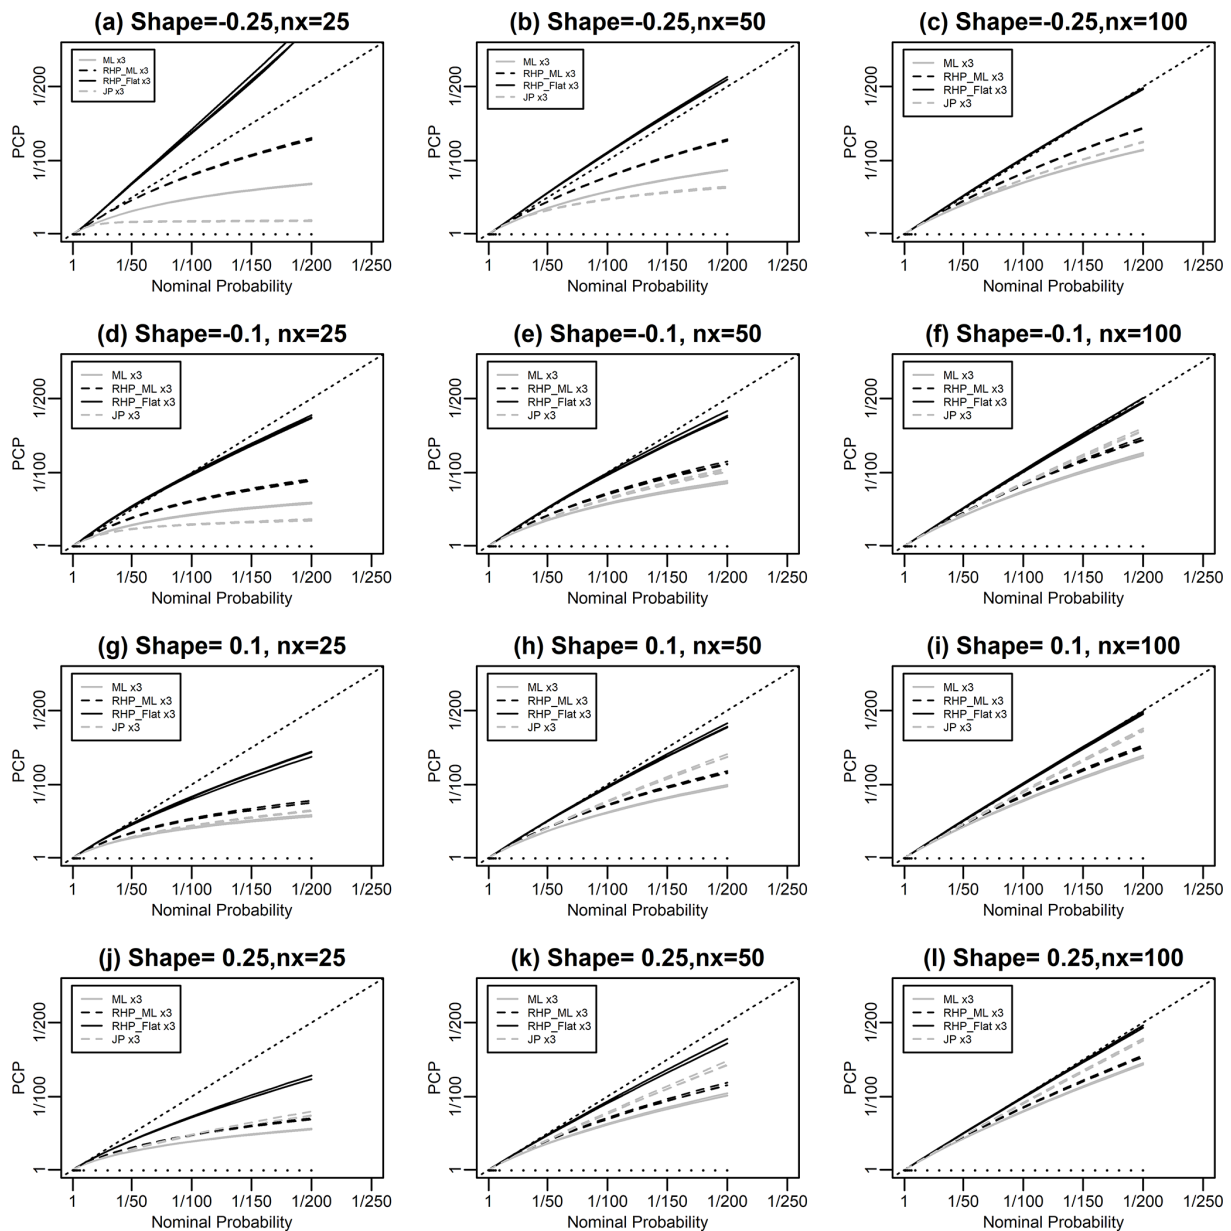 (a) Shape=-0.25,nx=25
ML x3
RHP_ML x3
RHP_Flat x3
JP x3
PCP
1/200
1/100
1
1 1/50 1/100 1/150 1/200 1/250
Nominal Probability
(b) Shape=-0.25,nx=50
ML x3
RHP_ML x3
RHP_Flat x3
JP x3
PCP
1/200
1/100
1
1 1/50 1/100 1/150 1/200 1/250
Nominal Probability
(c) Shape=-0.25,nx=100
ML x3
RHP_ML x3
RHP_Flat x3
JP x3
PCP
1/200
1/100
1
1 1/50 1/100 1/150 1/200 1/250
Nominal Probability
(d) Shape=-0.1, nx=25
ML x3
RHP_ML x3
RHP_Flat x3
JP x3
PCP
1/200
1/100
1
1 1/50 1/100 1/150 1/200 1/250
Nominal Probability
(e) Shape=-0.1, nx=50
ML x3
RHP_ML x3
RHP_Flat x3
JP x3
PCP
1/200
1/100
1
1 1/50 1/100 1/150 1/200 1/250
Nominal Probability
(f) Shape=-0.1, nx=100
ML x3
RHP_ML x3
RHP_Flat x3
JP x3
PCP
1/200
1/100
1
1 1/50 1/100 1/150 1/200 1/250
Nominal Probability
(g) Shape= 0.1, nx=25
ML x3
RHP_ML x3
RHP_Flat x3
JP x3
PCP
1/200
1/100
1
1 1/50 1/100 1/150 1/200 1/250
Nominal Probability
(h) Shape= 0.1, nx=50
ML x3
RHP_ML x3
RHP_Flat x3
JP x3
PCP
1/200
1/100
1
1 1/50 1/100 1/150 1/200 1/250
Nominal Probability
(i) Shape= 0.1, nx=100
ML x3
RHP_ML x3
RHP_Flat x3
JP x3
PCP
1/200
1/100
1
1 1/50 1/100 1/150 1/200 1/250
Nominal Probability
(j) Shape= 0.25,nx=25
ML x3
RHP_ML x3
RHP_Flat x3
JP x3
PCP
1/200
1/100
1
1 1/50 1/100 1/150 1/200 1/250
Nominal Probability
(k) Shape= 0.25,nx=50
ML x3
RHP_ML x3
RHP_Flat x3
JP x3
PCP
1/200
1/100
1
1 1/50 1/100 1/150 1/200 1/250
Nominal Probability
(l) Shape= 0.25,nx=100
ML x3
RHP_ML x3
RHP_Flat x3
JP x3
PCP
1/200
1/100
1
1 1/50 1/100 1/150 1/200 1/250
Nominal Probability